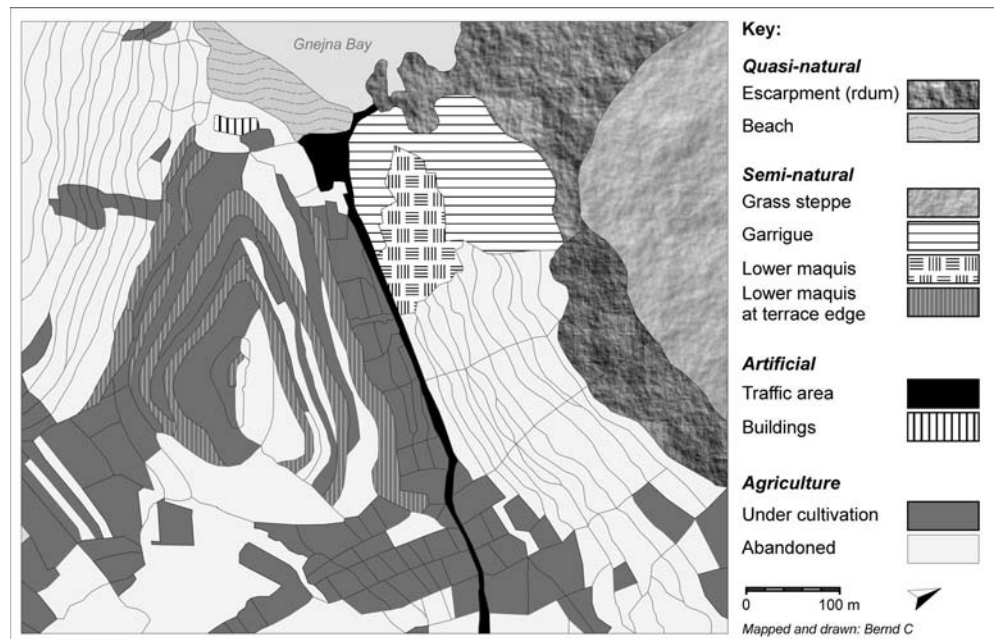 Gnejna Bay
Key:
Quasi-natural
Escarpment (rdum)
Beach
Semi-natural
Grass steppe
Garrigue
Lower maquis
Lower maquis
at terrace edge
Artificial
Traffic area
Buildings
Agriculture
Under cultivation
Abandoned
0 100 m
Mapped and drawn: Bernd C